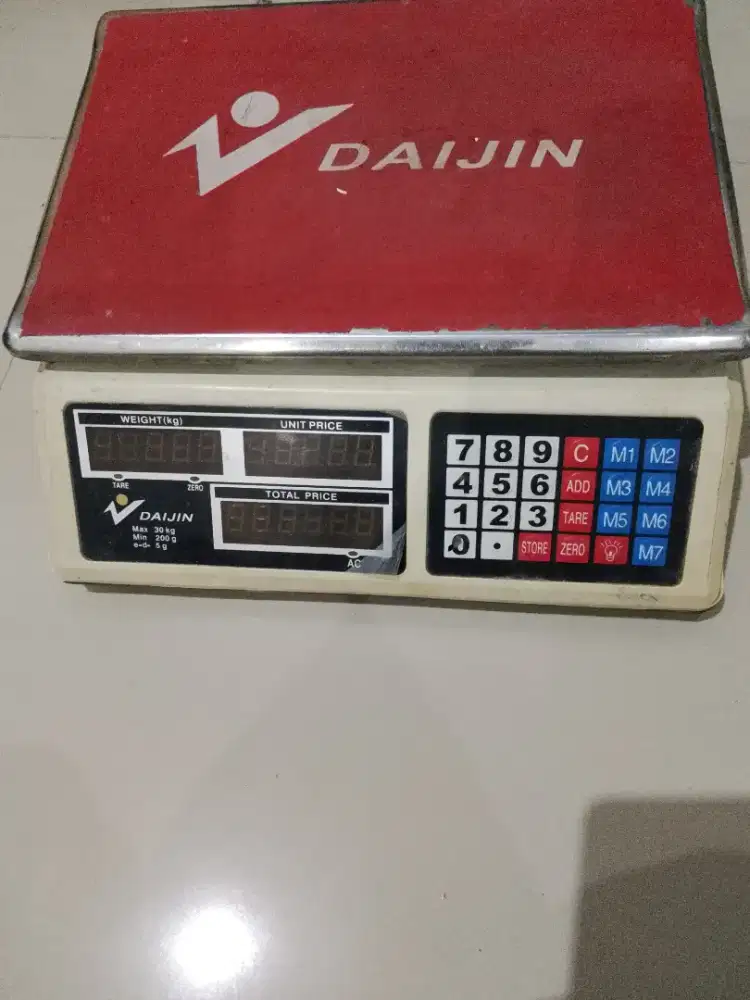 DAIJIN
WEIGHT(kg)
UNIT PRICE
TARE
ZERO
TOTAL PRICE
DAIJIN
Max 30 kg
Min 200 g
e=d= 5 g
AC
7 8 9 C M1 M2
4 5 6 ADD M3 M4
1 2 3 TARE M5 M6
0 . STORE ZERO M7